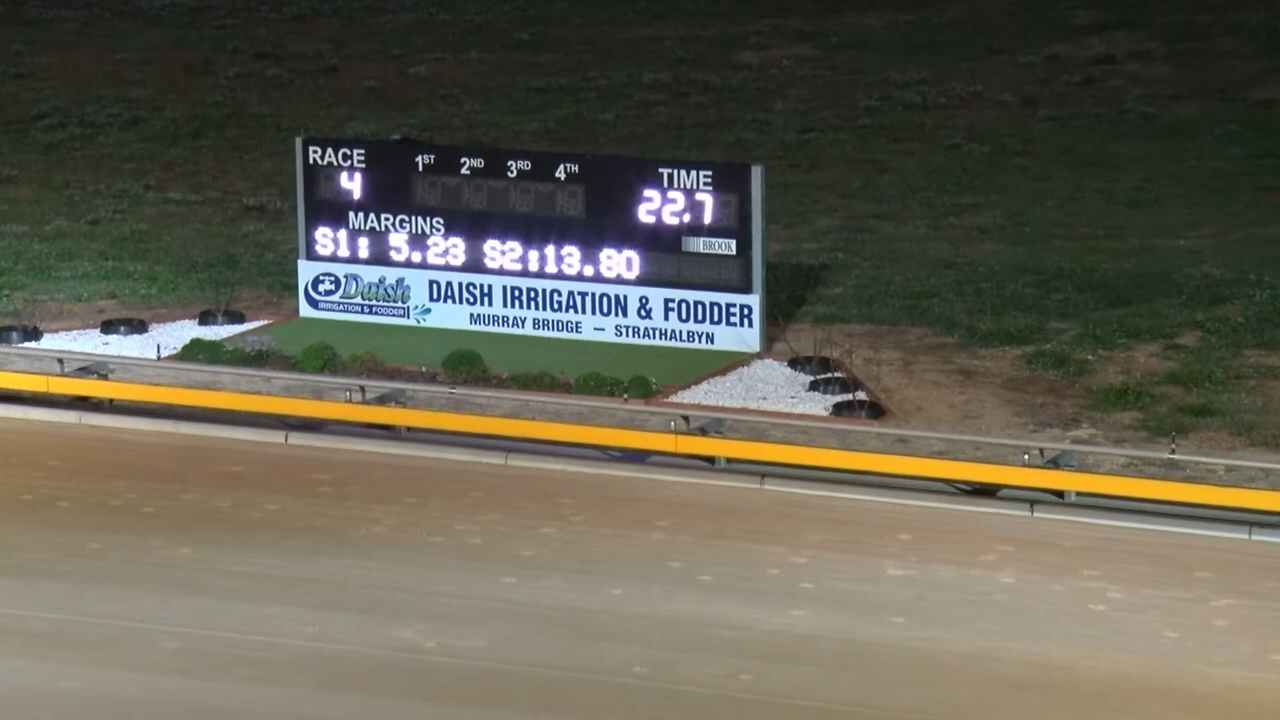 RACE 1ST 2ND 3RD 4TH TIME
4 22.7
MARGINS
S1: 5.23 S2:13.80
BROOK
Daish
IRRIGATION & FODDER
DAISH IRRIGATION & FODDER
MURRAY BRIDGE — STRATHALBYN